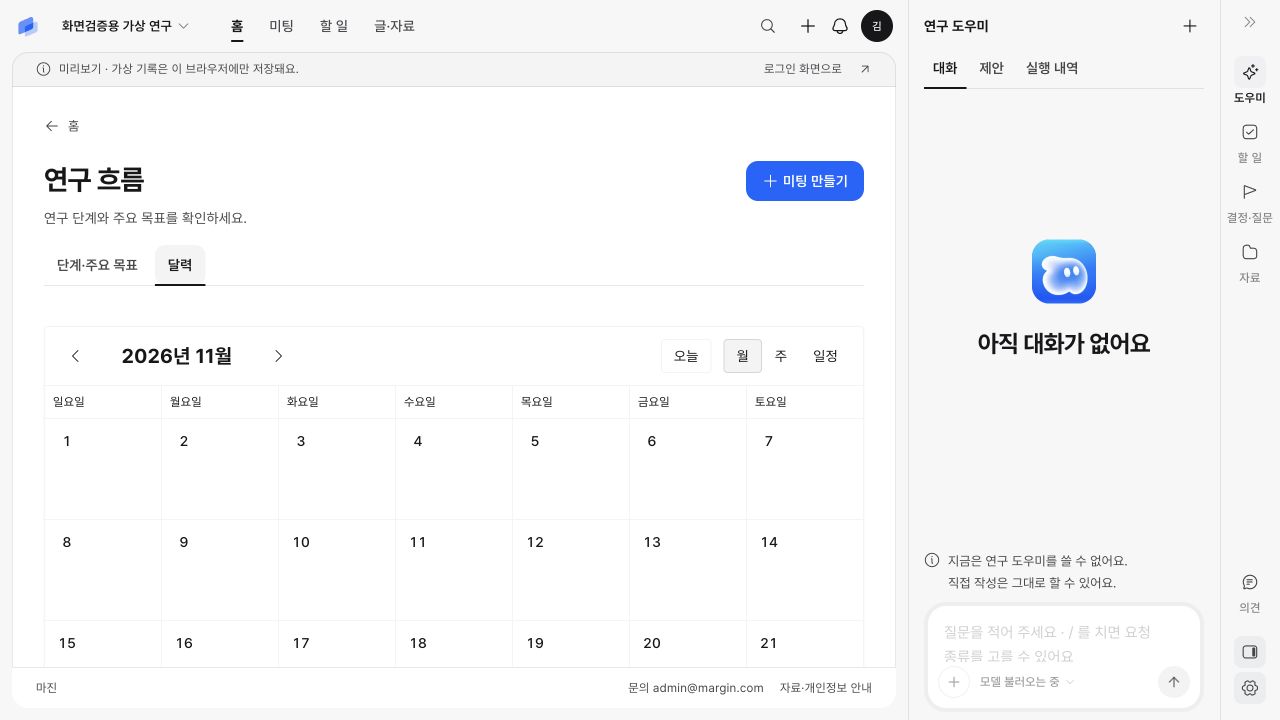 화면검증용 가상 연구
홈 미팅 할 일 글·자료
김
미리보기 · 가상 기록은 이 브라우저에만 저장돼요.
로그인 화면으로
홈
연구 흐름
미팅 만들기
연구 단계와 주요 목표를 확인하세요.
단계·주요 목표 달력
2026년 11월
오늘 월 주 일정
일요일 월요일 화요일 수요일 목요일 금요일 토요일
1 2 3 4 5 6 7
8 9 10 11 12 13 14
15 16 17 18 19 20 21
마진
문의 admin@margin.com 자료·개인정보 안내
연구 도우미
대화 제안 실행 내역
아직 대화가 없어요
지금은 연구 도우미를 쓸 수 없어요.
직접 작성은 그대로 할 수 있어요.
질문을 적어 주세요 · / 를 치면 요청
종류를 고를 수 있어요
모델 불러오는 중
도우미
할 일
결정·질문
자료
의견